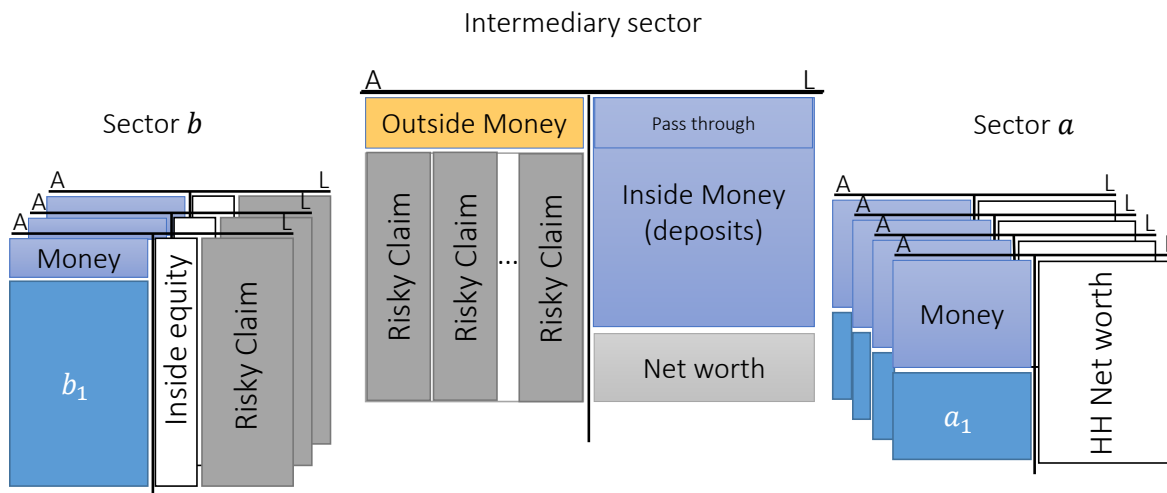 Intermediary sector
Sector b
A L
A L
A L
Money
b₁
Inside equity
Risky Claim
A L
Outside Money
Risky Claim
Risky Claim
...
Risky Claim
Pass through
Inside Money
(deposits)
Net worth
Sector a
A L
A L
A L
A L
Money
a₁
HH Net worth